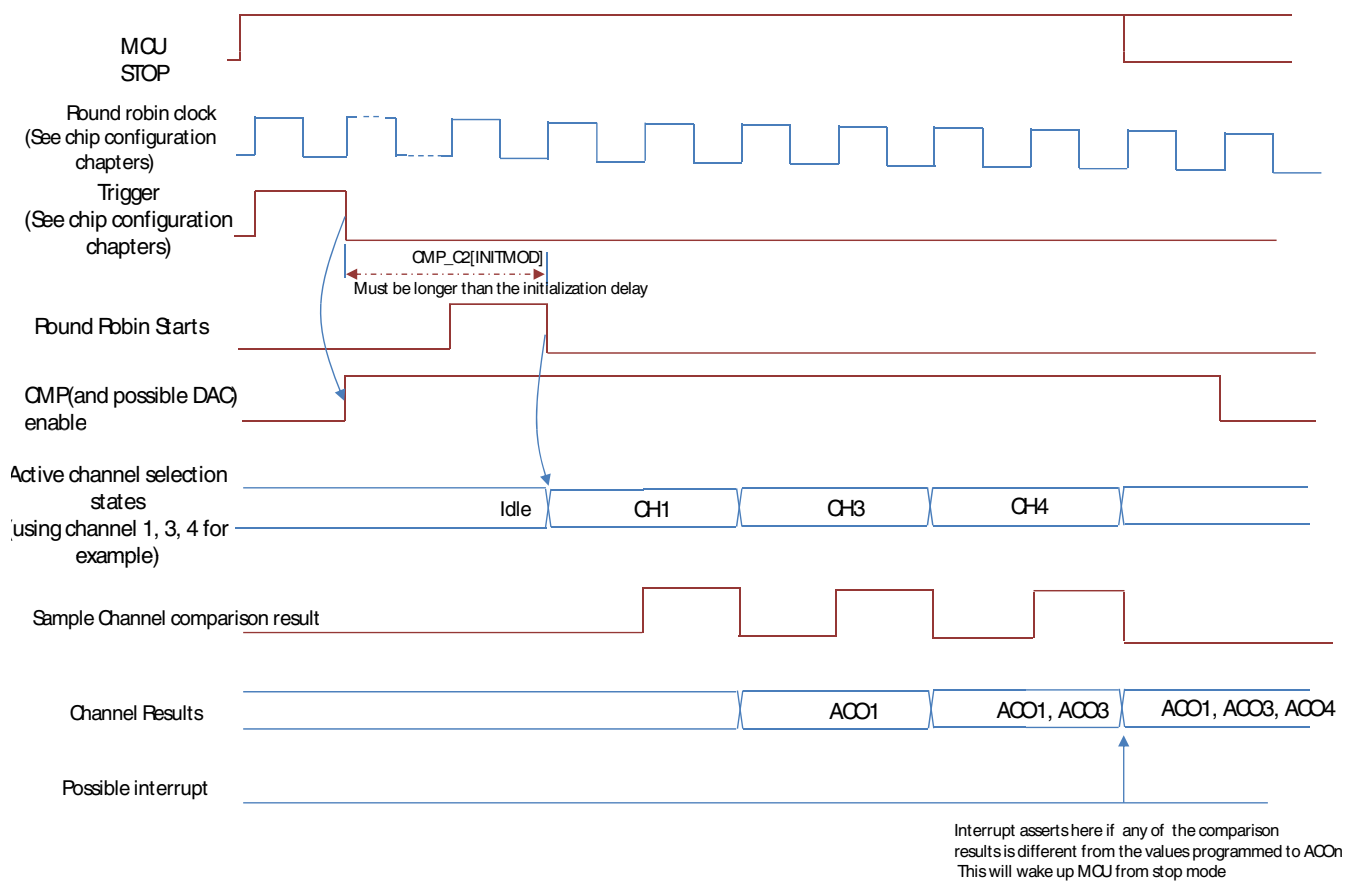 MCU
STOP
Round robin clock
(See chip configuration
chapters)
Trigger
(See chip configuration
chapters)
CMP_C2[INITMOD]
Must be longer than the initialization delay
Round Robin Starts
CMP(and possible DAC)
enable
Active channel selection
states
(using channel 1, 3, 4 for
example)
Idle
CH1
CH3
CH4
Sample Channel comparison result
Channel Results
ACO1
ACO1, ACO3
ACO1, ACO3, ACO4
Possible interrupt
Interrupt asserts here if any of the comparison
results is different from the values programmed to ACOn
This will wake up MCU from stop mode